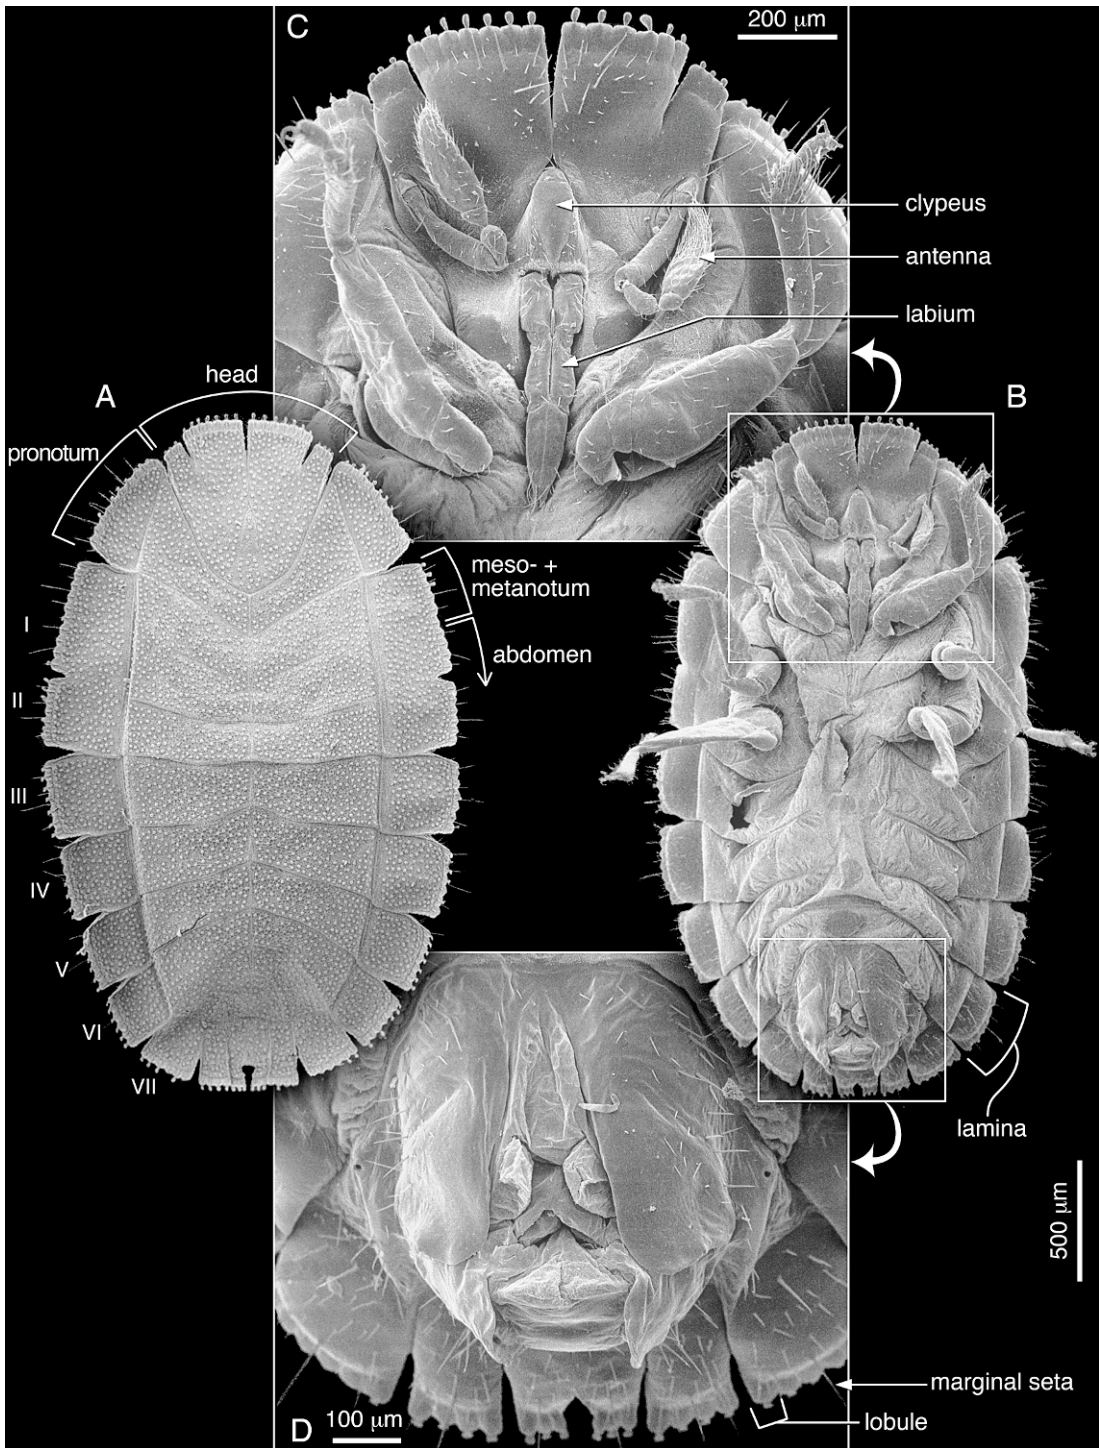 C
200 μm
clypeus
antenna
labium
head
A
B
pronotum
meso- +
metanotum
I
abdomen
II
III
IV
V
VI
VII
lamina
500 μm
marginal seta
D
100 μm
lobule